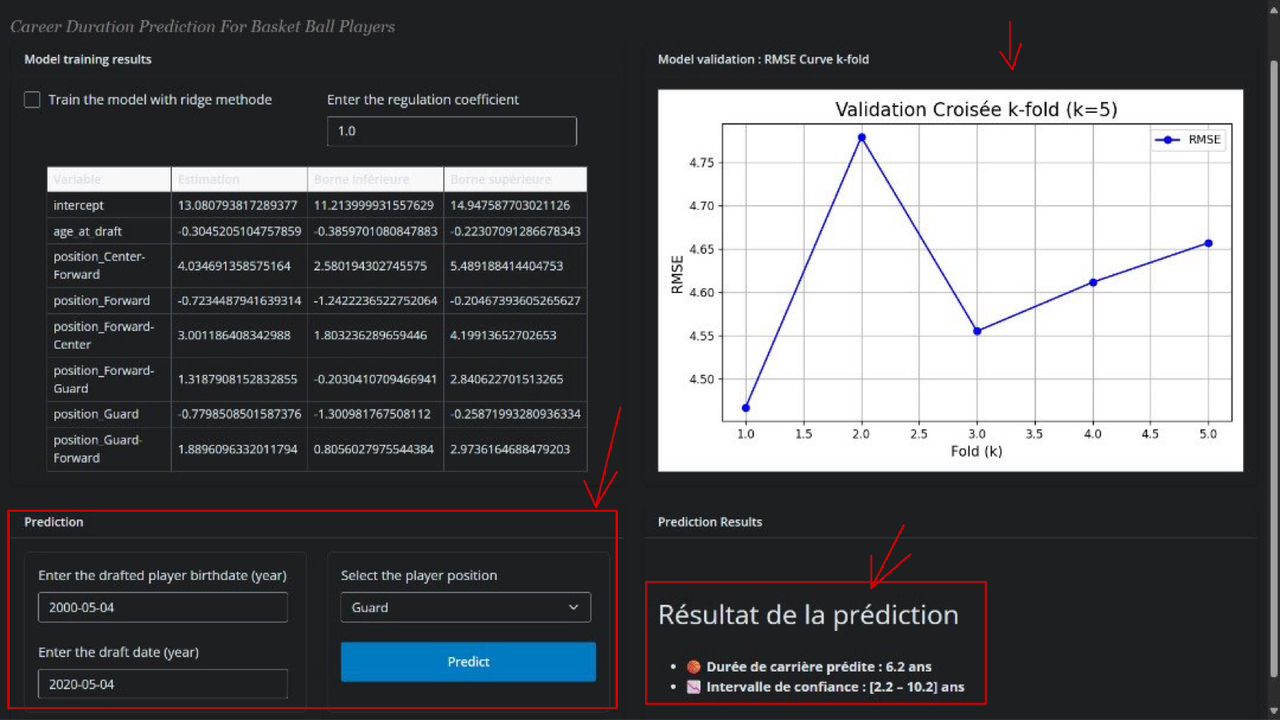 Career Duration Prediction For Basket Ball Players
Model training results
Train the model with ridge methode
Enter the regulation coefficient
1.0
Variable Estimation Borne inférieure Borne supérieure
intercept 13.080793817289377 11.213999931557629 14.947587703021126
age_at_draft -0.3045205104757859 -0.3859701080847883 -0.22307091286678343
position_Center-
Forward 4.034691358575164 2.580194302745575 5.489188414404753
position_Forward -0.7234487941639314 -1.2422236522752064 -0.20467393605265627
position_Forward-
Center 3.001186408342988 1.803236289659446 4.19913652702653
position_Forward-
Guard 1.3187908152832855 -0.2030410709466941 2.840622701513265
position_Guard -0.7798508501587376 -1.300981767508112 -0.25871993280936334
position_Guard-
Forward 1.8896096332011794 0.8056027975544384 2.9736164688479203
Model validation : RMSE Curve k-fold
Validation Croisée k-fold (k=5)
RMSE
4.75
4.70
4.65
4.60
4.55
4.50
RMSE
1.0 1.5 2.0 2.5 3.0 3.5 4.0 4.5 5.0
Fold (k)
Prediction
Enter the drafted player birthdate (year)
2000-05-04
Enter the draft date (year)
2020-05-04
Select the player position
Guard
Predict
Prediction Results
Résultat de la prédiction
Durée de carrière prédite : 6.2 ans
Intervalle de confiance : [2.2 – 10.2] ans